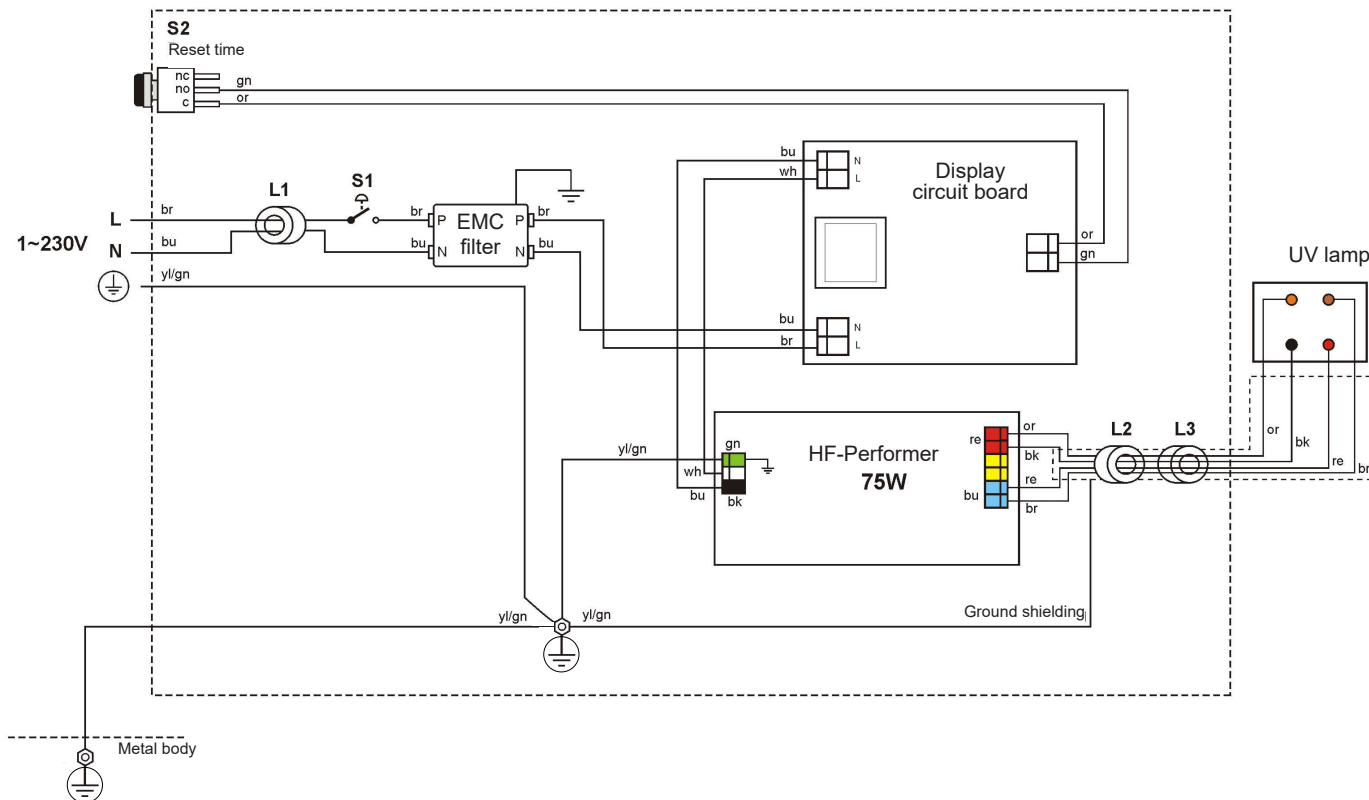 S2
Reset time
nc
no
c
gn
or
L1
S1
1~230V
L
N
br
bu
yl/gn
br
bu
P
N
EMC
filter
P
N
br
bu
bu
wh
N
L
Display
circuit board
or
gn
bu
br
N
L
UV lamp
or
bk
re
br
L2
L3
HF-Performer
75W
yl/gn
gn
wh
bu
bk
re
bu
or
bk
re
br
Ground shielding
yl/gn
yl/gn
Metal body